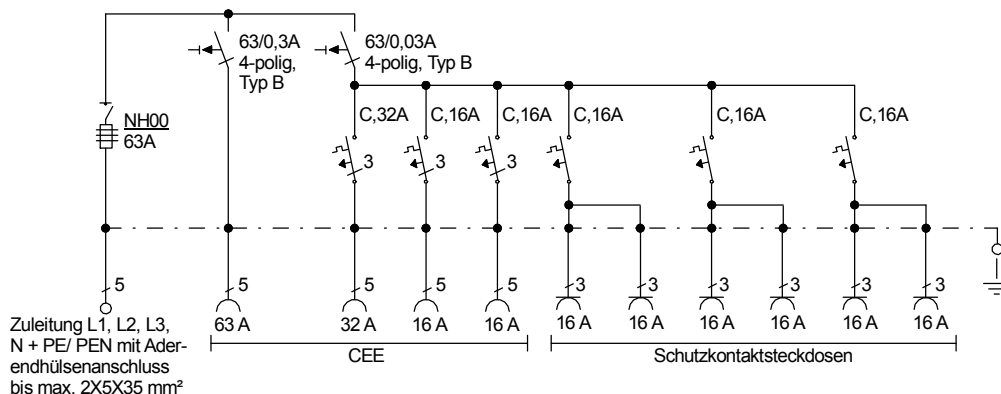 63/0,3A
4-polig,
Typ B
63/0,03A
4-polig, Typ B
NH00
63A
C,32A
C,16A
C,16A
C,16A
C,16A
C,16A
3
3
3
5
5
5
5
5
3
3
3
3
3
3
63 A
32 A
16 A
16 A
16 A
16 A
16 A
16 A
16 A
16 A
Zuleitung L1, L2, L3,
N + PE/ PEN mit Ader-
endhülsenanschluss
bis max. 2X5X35 mm²
CEE
Schutzkontaktsteckdosen